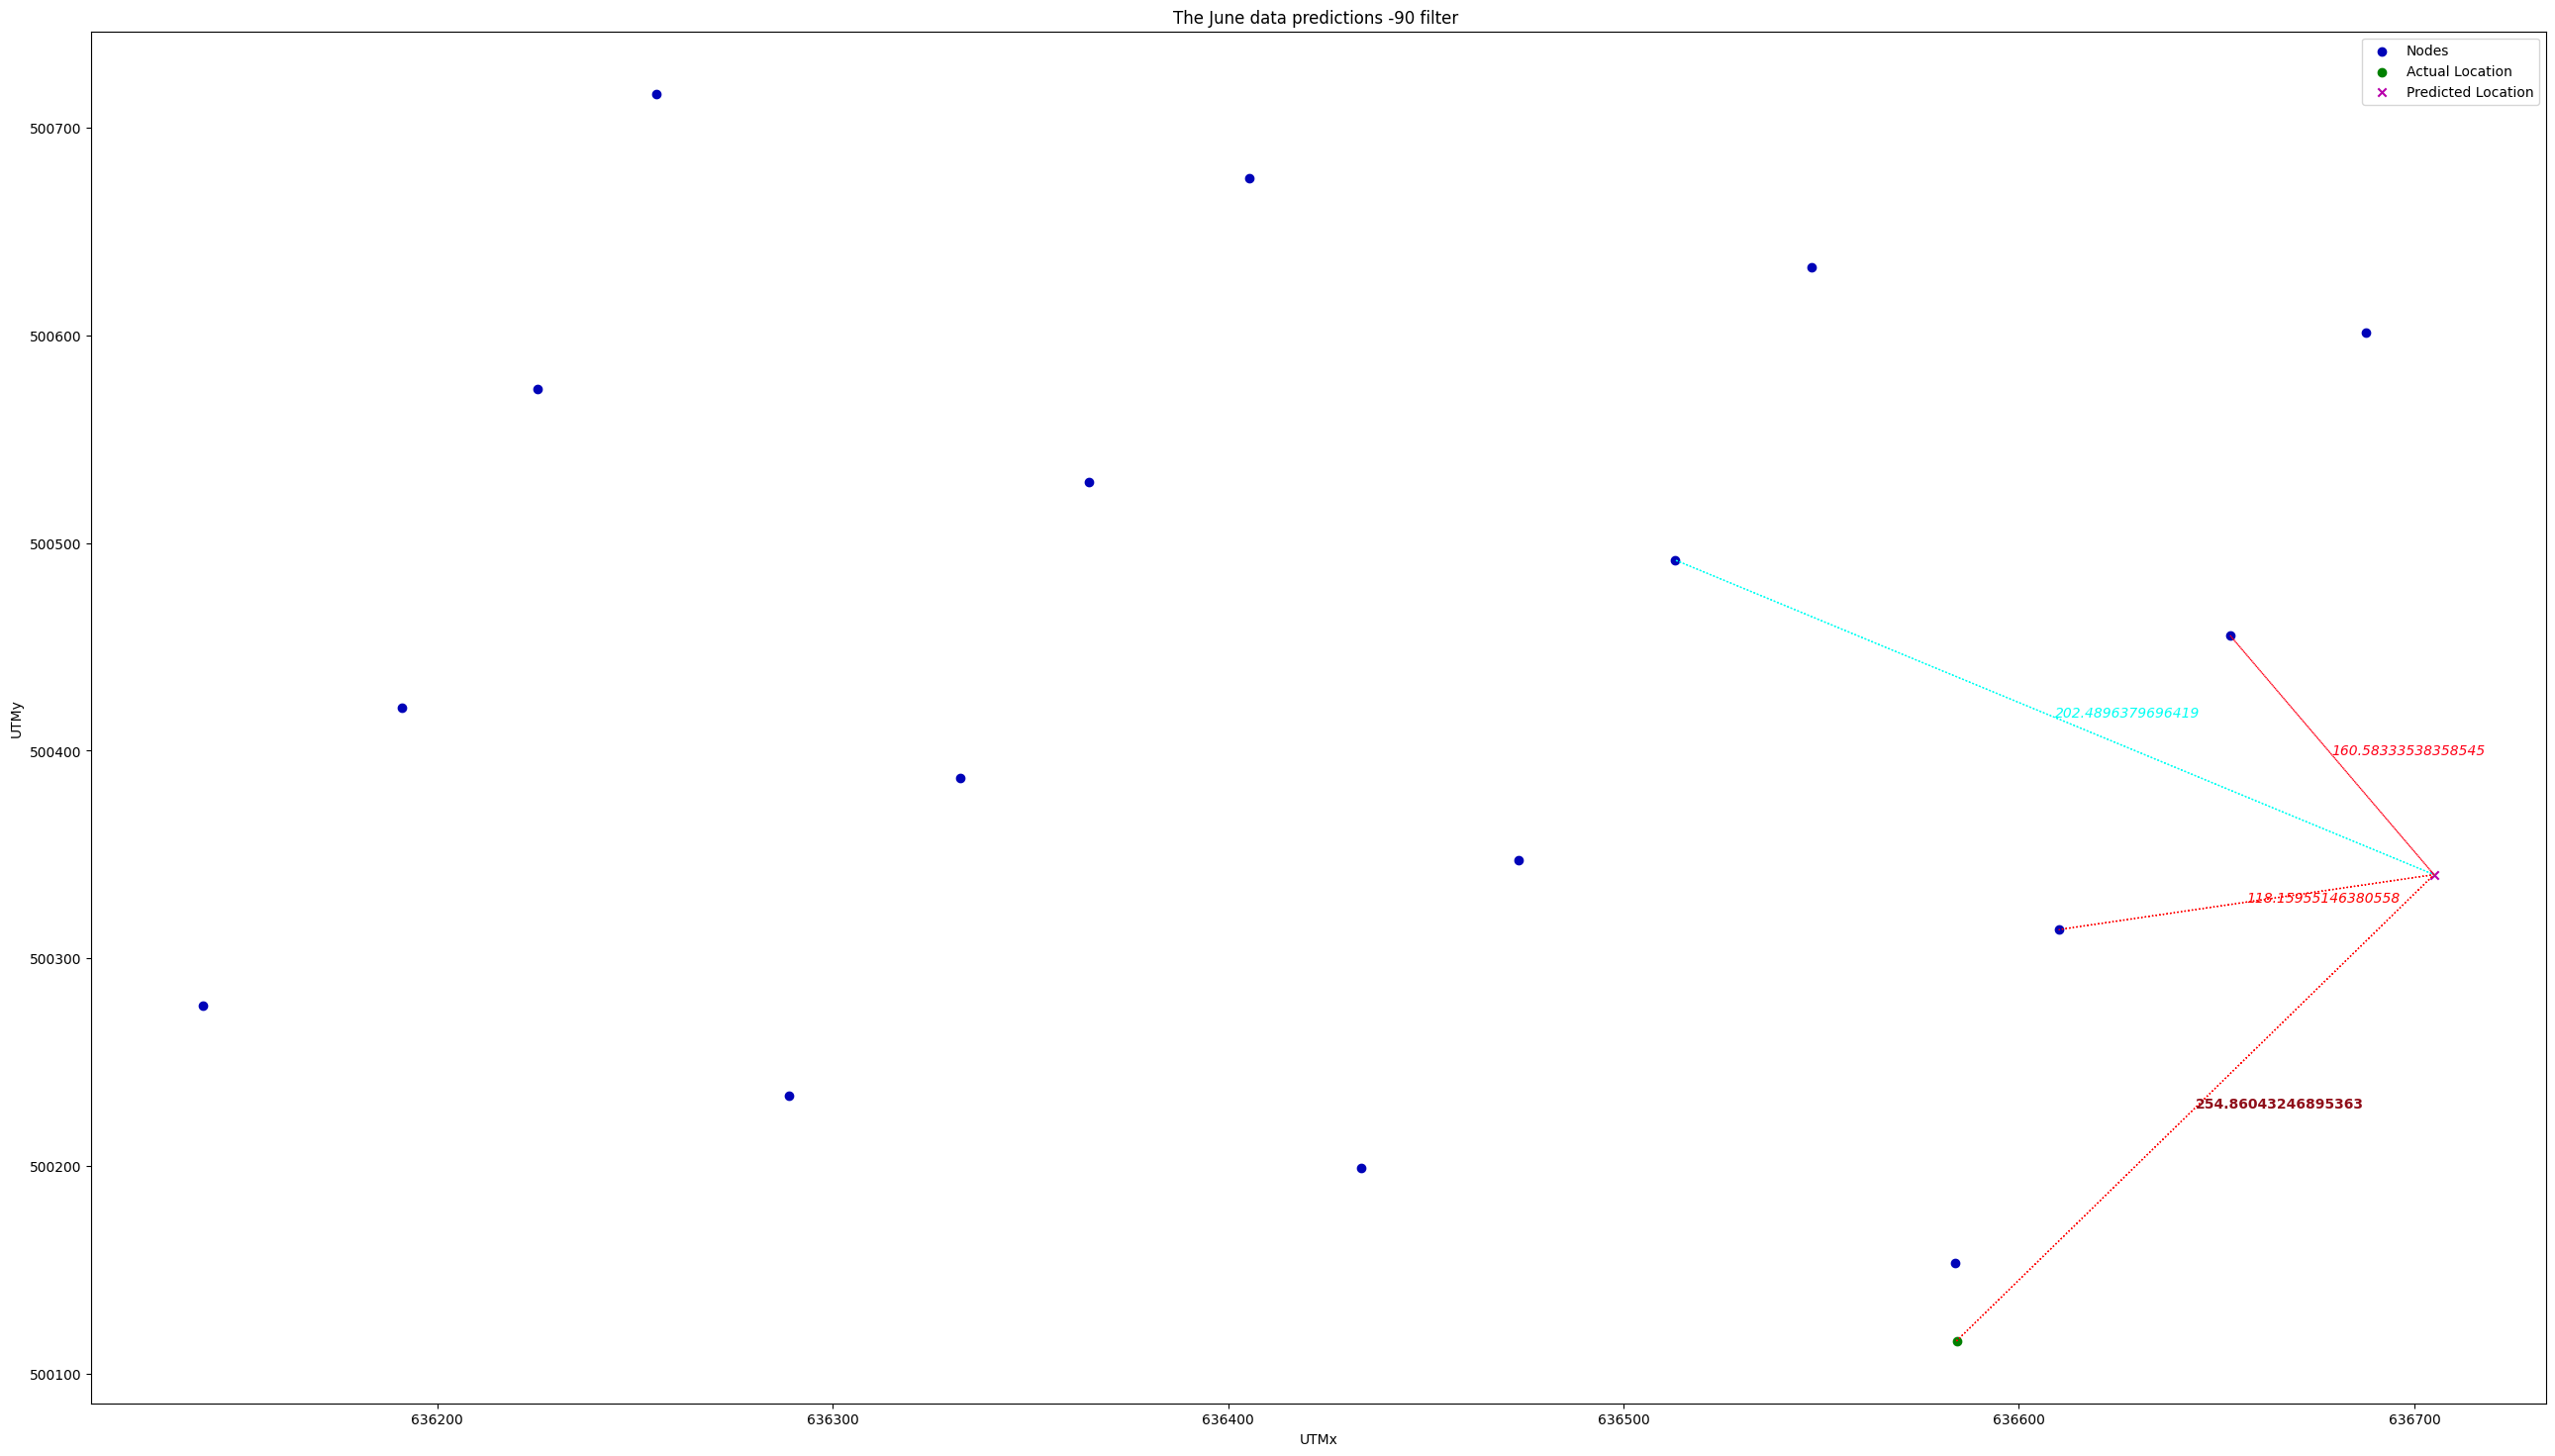 The June data predictions -90 filter
Nodes
Actual Location
Predicted Location
500700
500600
500500
500400
500300
500200
500100
UTMy
202.4896379696419
160.58333538358545
118.15955146380558
254.86043246895363
636200
636300
636400
636500
636600
636700
UTMx